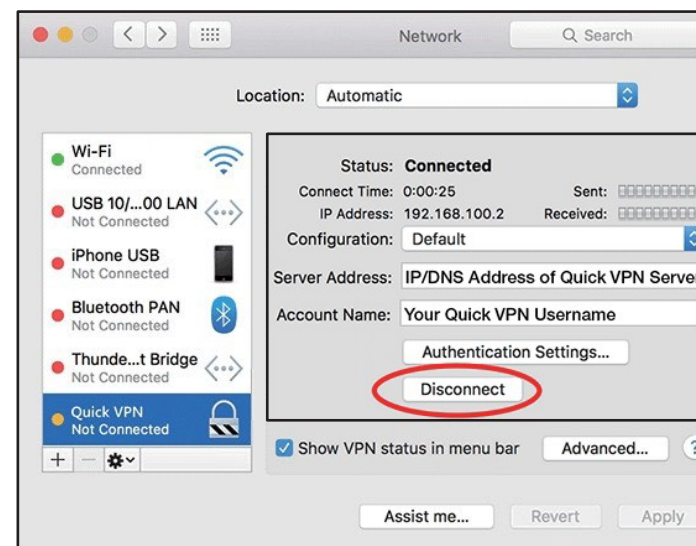 Network
Search
Location: Automatic
Wi-Fi
Connected
USB 10/...00 LAN
Not Connected
iPhone USB
Not Connected
Bluetooth PAN
Not Connected
Thunde...t Bridge
Not Connected
Quick VPN
Not Connected
Status: Connected
Connect Time: 0:00:25 Sent:
IP Address: 192.168.100.2 Received:
Configuration: Default
Server Address: IP/DNS Address of Quick VPN Server
Account Name: Your Quick VPN Username
Authentication Settings...
Disconnect
Show VPN status in menu bar Advanced... ?
Assist me... Revert Apply